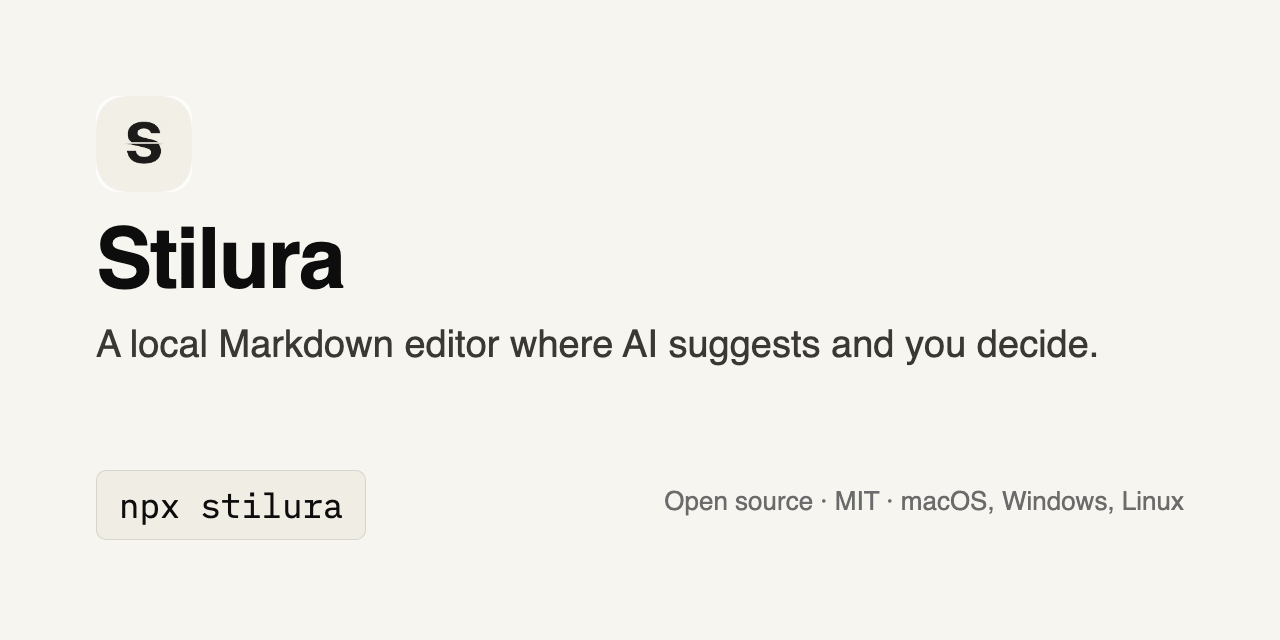 S
Stilura
A local Markdown editor where AI suggests and you decide.
npx stilura
Open source · MIT · macOS, Windows, Linux